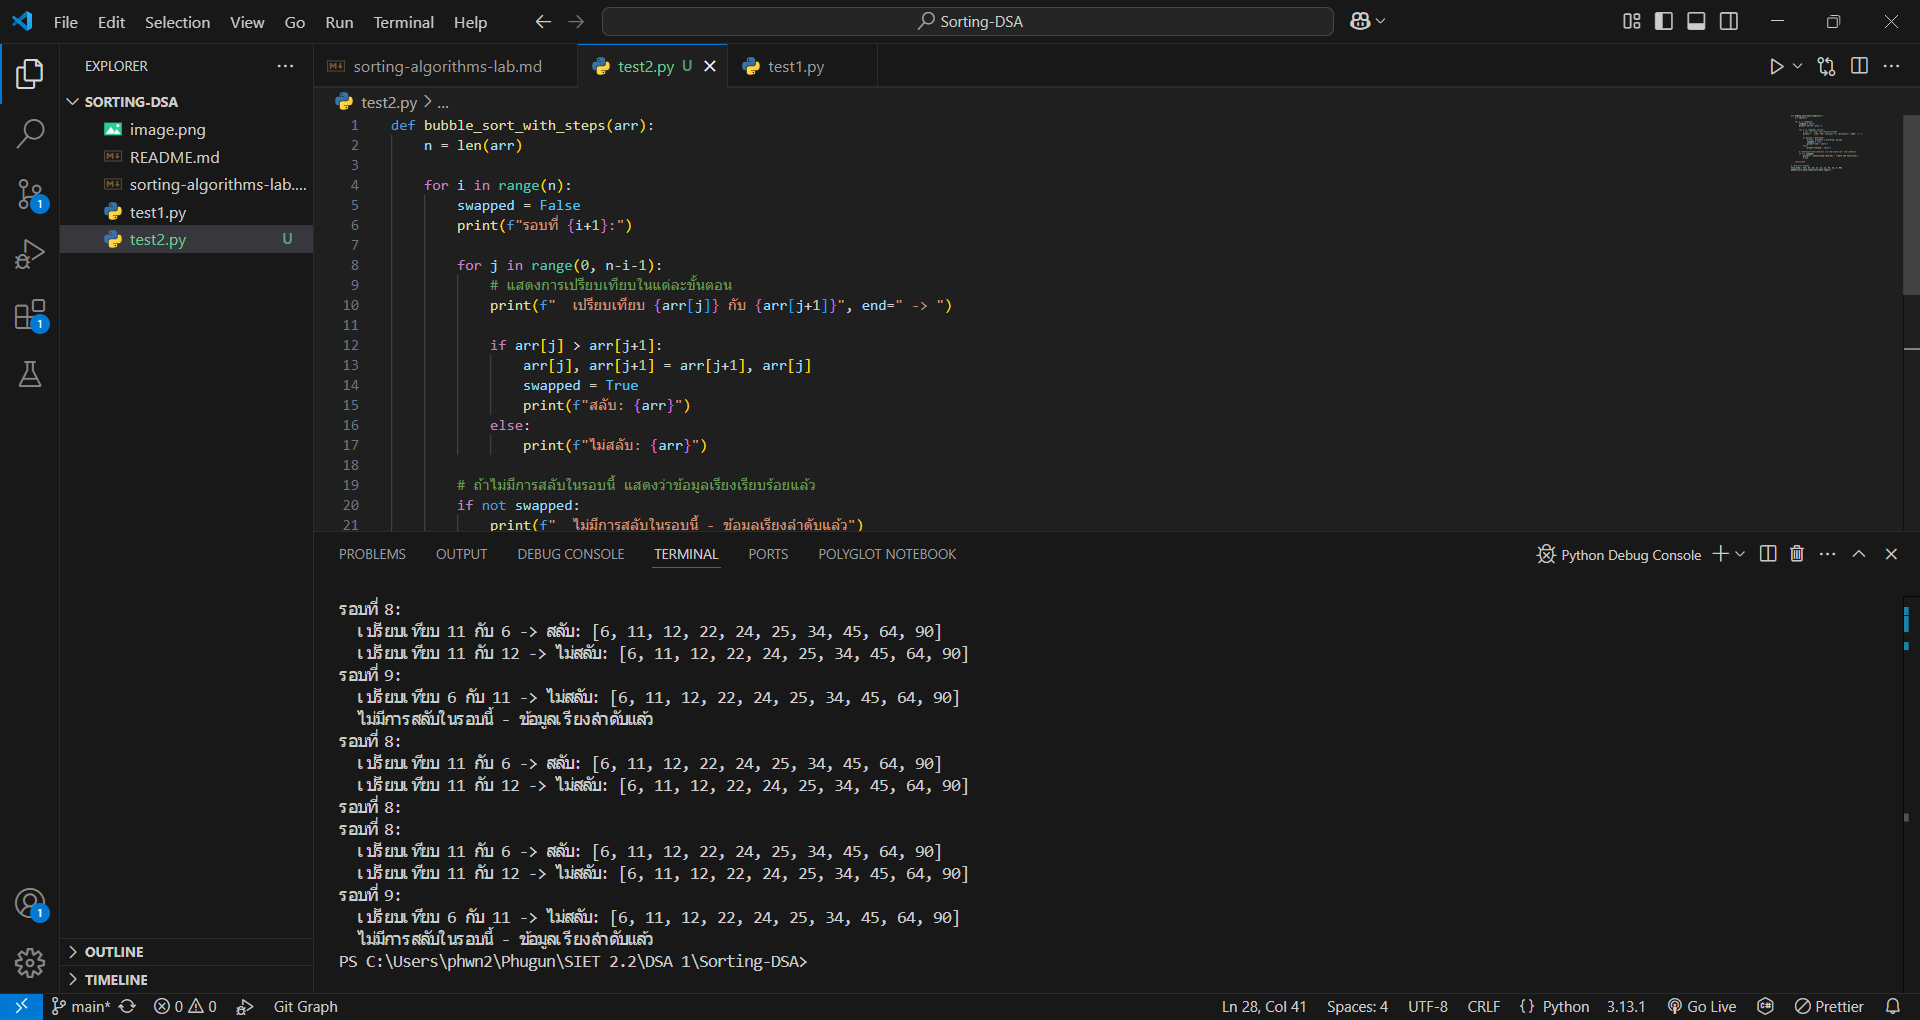 File Edit Selection View Go Run Terminal Help
Sorting-DSA
EXPLORER
SORTING-DSA
image.png
README.md
sorting-algorithms-lab....
test1.py
test2.py U
OUTLINE
TIMELINE
1
1
1
sorting-algorithms-lab.md
test2.py U
test1.py
test2.py > ...
1 def bubble_sort_with_steps(arr):
2 n = len(arr)
3
4 for i in range(n):
5 swapped = False
6 print(f"รอบที่ {i+1}:")
7
8 for j in range(0, n-i-1):
9 # แสดงการเปรียบเทียบในแต่ละขั้นตอน
10 print(f"  เปรียบเทียบ {arr[j]} กับ {arr[j+1]}", end=" -> ")
11
12 if arr[j] > arr[j+1]:
13 arr[j], arr[j+1] = arr[j+1], arr[j]
14 swapped = True
15 print(f"สลับ: {arr}")
16 else:
17 print(f"ไม่สลับ: {arr}")
18
19 # ถ้าไม่มีการสลับในรอบนี้ แสดงว่าข้อมูลเรียงเรียบร้อยแล้ว
20 if not swapped:
21 print(f"  ไม่มีการสลับในรอบนี้ - ข้อมูลเรียงลำดับแล้ว")
PROBLEMS OUTPUT DEBUG CONSOLE TERMINAL PORTS POLYGLOT NOTEBOOK
Python Debug Console
รอบที่ 8:
เปรียบเทียบ 11 กับ 6 -> สลับ: [6, 11, 12, 22, 24, 25, 34, 45, 64, 90]
เปรียบเทียบ 11 กับ 12 -> ไม่สลับ: [6, 11, 12, 22, 24, 25, 34, 45, 64, 90]
รอบที่ 9:
เปรียบเทียบ 6 กับ 11 -> ไม่สลับ: [6, 11, 12, 22, 24, 25, 34, 45, 64, 90]
ไม่มีการสลับในรอบนี้ - ข้อมูลเรียงลำดับแล้ว
รอบที่ 8:
เปรียบเทียบ 11 กับ 6 -> สลับ: [6, 11, 12, 22, 24, 25, 34, 45, 64, 90]
เปรียบเทียบ 11 กับ 12 -> ไม่สลับ: [6, 11, 12, 22, 24, 25, 34, 45, 64, 90]
รอบที่ 8:
รอบที่ 8:
เปรียบเทียบ 11 กับ 6 -> สลับ: [6, 11, 12, 22, 24, 25, 34, 45, 64, 90]
เปรียบเทียบ 11 กับ 12 -> ไม่สลับ: [6, 11, 12, 22, 24, 25, 34, 45, 64, 90]
รอบที่ 9:
เปรียบเทียบ 6 กับ 11 -> ไม่สลับ: [6, 11, 12, 22, 24, 25, 34, 45, 64, 90]
ไม่มีการสลับในรอบนี้ - ข้อมูลเรียงลำดับแล้ว
PS C:\Users\phwn2\Phugun\SIET 2.2\DSA 1\Sorting-DSA>
main* 0 0 Git Graph
Ln 28, Col 41 Spaces: 4 UTF-8 CRLF {} Python 3.13.1 Go Live Prettier